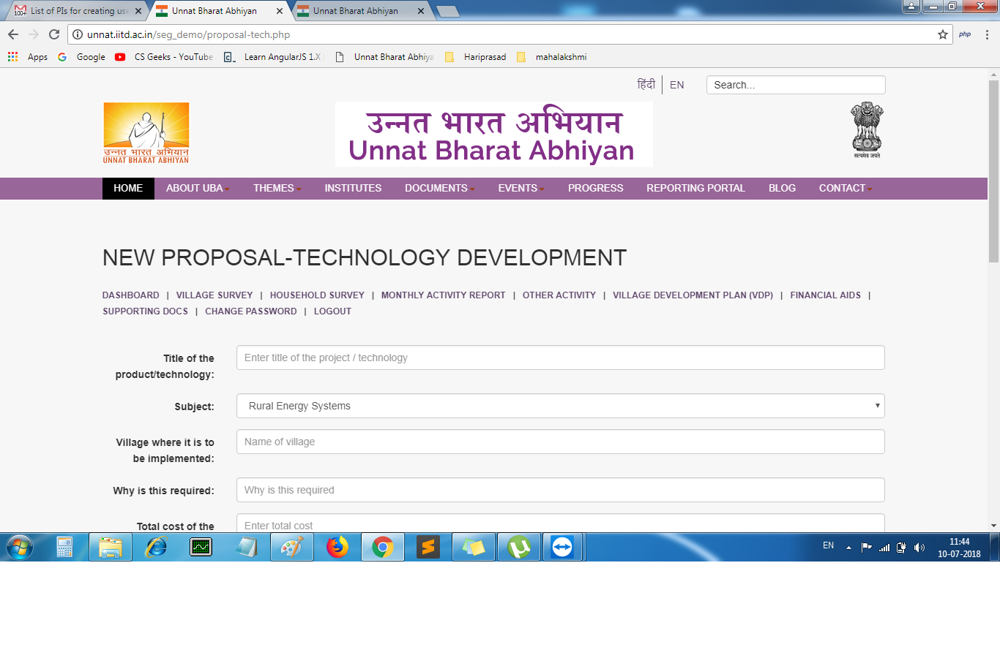 100+ List of PIs for creating use
Unnat Bharat Abhiyan
Unnat Bharat Abhiyan
unnat.iitd.ac.in/seg_demo/proposal-tech.php
php
Apps Google CS Geeks - YouTube Learn AngularJS 1.X Unnat Bharat Abhiya Hariprasad mahalakshmi
हिंदी EN Search...
उन्नत भारत अभियान
UNNAT BHARAT ABHIYAN
उन्नत भारत अभियान
Unnat Bharat Abhiyan
सत्यमेव जयते
HOME ABOUT UBA THEMES INSTITUTES DOCUMENTS EVENTS PROGRESS REPORTING PORTAL BLOG CONTACT
NEW PROPOSAL-TECHNOLOGY DEVELOPMENT
DASHBOARD | VILLAGE SURVEY | HOUSEHOLD SURVEY | MONTHLY ACTIVITY REPORT | OTHER ACTIVITY | VILLAGE DEVELOPMENT PLAN (VDP) | FINANCIAL AIDS |
SUPPORTING DOCS | CHANGE PASSWORD | LOGOUT
Title of the
product/technology:
Enter title of the project / technology
Subject: Rural Energy Systems
Village where it is to
be implemented:
Name of village
Why is this required: Why is this required
Total cost of the Enter total cost
EN
11:44
10-07-2018